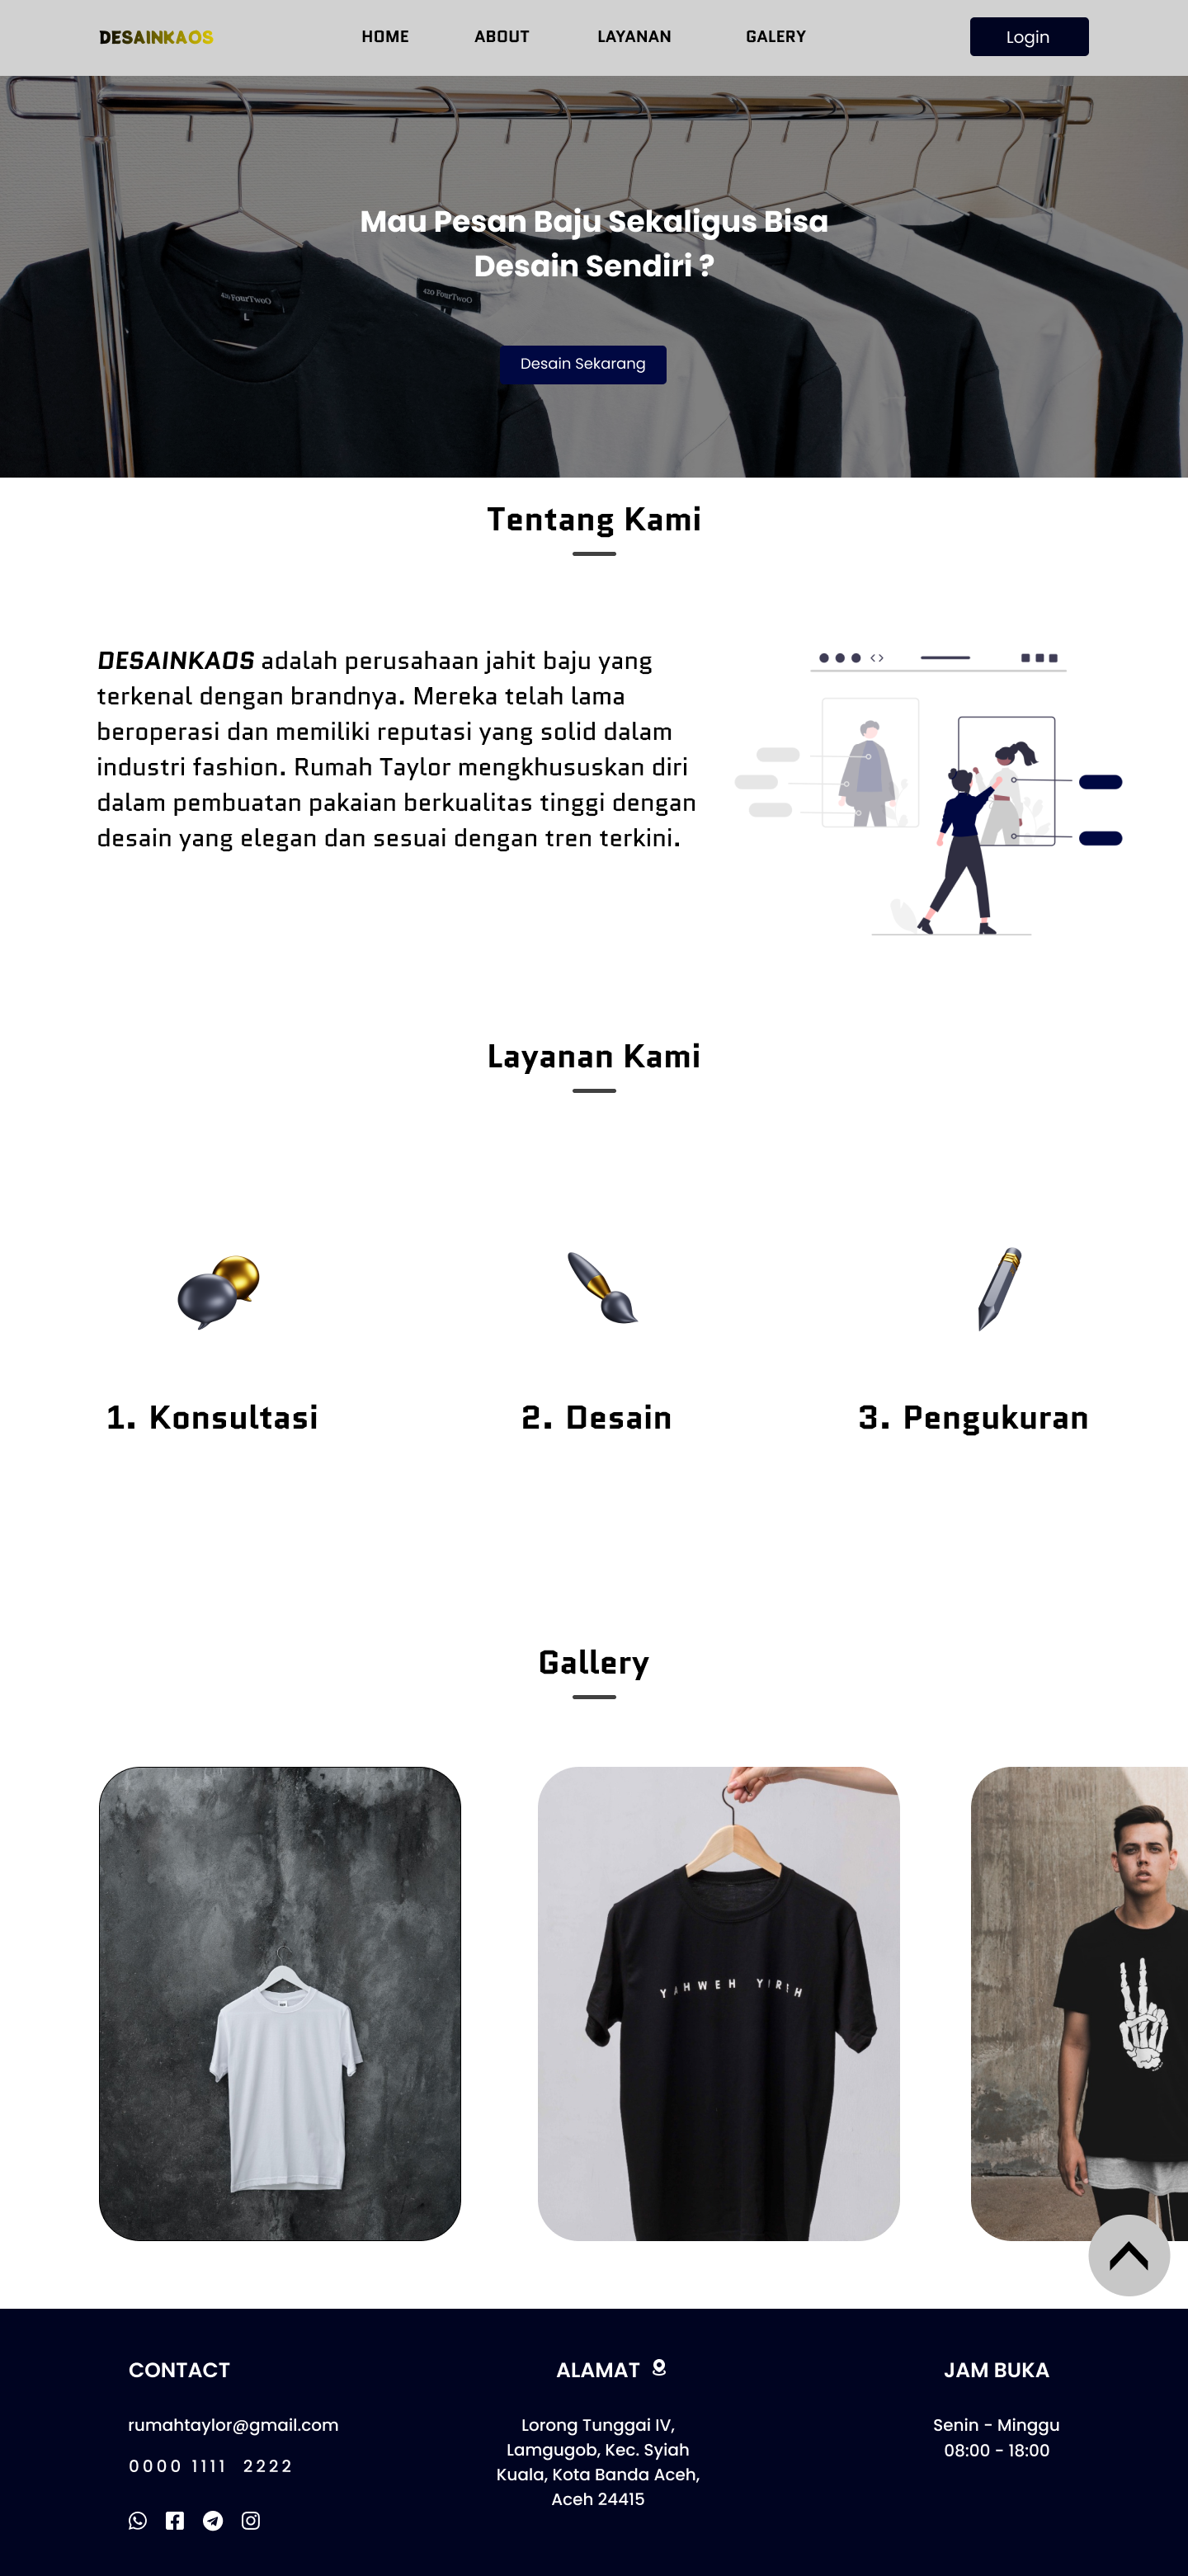 DESAINKAOS
HOME
ABOUT
LAYANAN
GALERY
Login
420 FourTwoO
L
420 FourTwoO
Mau Pesan Baju Sekaligus Bisa
Desain Sendiri ?
Desain Sekarang
Tentang Kami
DESAINKAOS adalah perusahaan jahit baju yang
terkenal dengan brandnya. Mereka telah lama
beroperasi dan memiliki reputasi yang solid dalam
industri fashion. Rumah Taylor mengkhususkan diri
dalam pembuatan pakaian berkualitas tinggi dengan
desain yang elegan dan sesuai dengan tren terkini.
Layanan Kami
1. Konsultasi
2. Desain
3. Pengukuran
Gallery
YAHWEH YIREH
CONTACT
rumahtaylor@gmail.com
0000 1111 2222
ALAMAT
Lorong Tunggai IV,
Lamgugob, Kec. Syiah
Kuala, Kota Banda Aceh,
Aceh 24415
JAM BUKA
Senin - Minggu
08:00 - 18:00